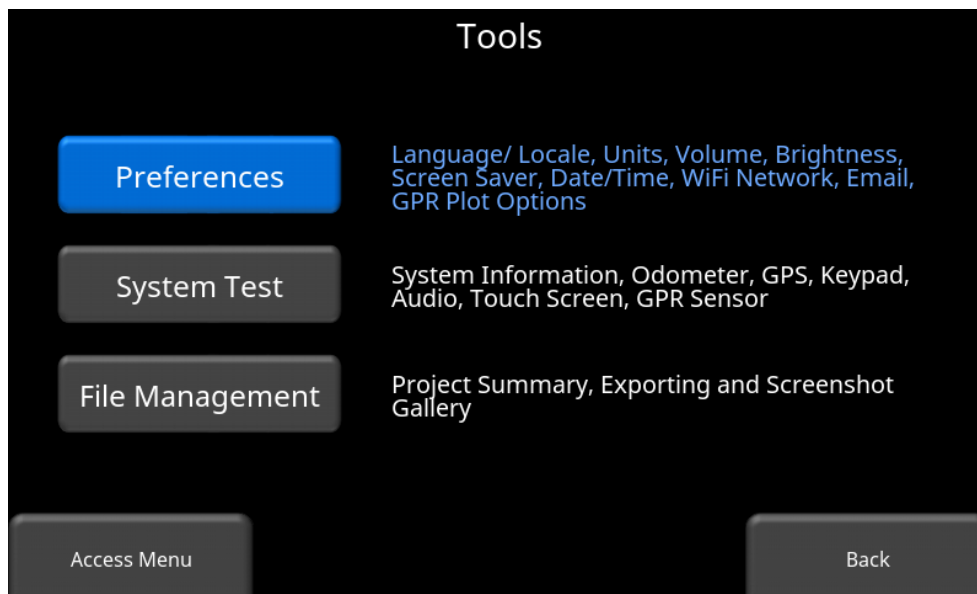 Tools
Preferences
Language/ Locale, Units, Volume, Brightness,
Screen Saver, Date/Time, WiFi Network, Email,
GPR Plot Options
System Test
System Information, Odometer, GPS, Keypad,
Audio, Touch Screen, GPR Sensor
File Management
Project Summary, Exporting and Screenshot
Gallery
Access Menu
Back